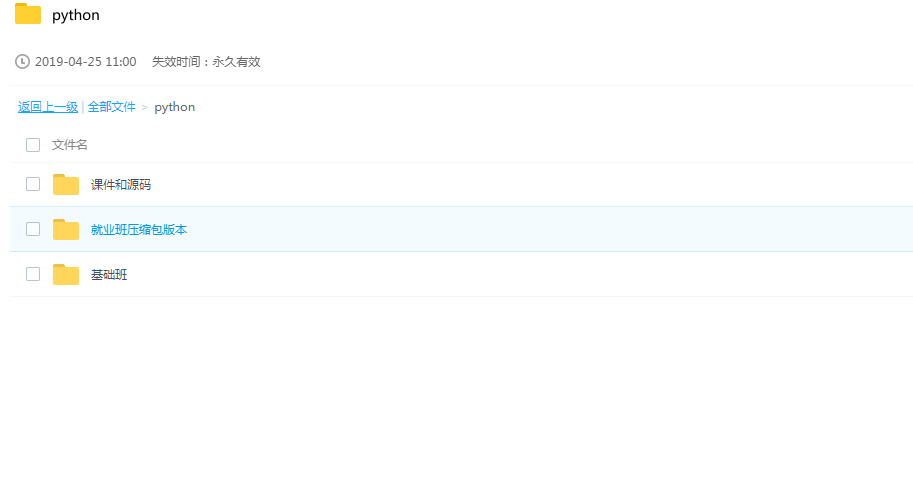 python
2019-04-25 11:00 失效时间：永久有效
返回上一级 | 全部文件 > python
文件名
课件和源码
就业班压缩包版本
基础班